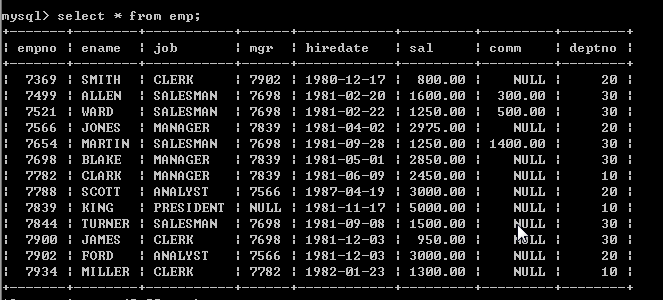 mysql> select * from emp;
+-------+--------+-----------+------+------------+---------+---------+--------+
| empno | ename | job | mgr | hiredate | sal | comm | deptno |
+-------+--------+-----------+------+------------+---------+---------+--------+
| 7369 | SMITH | CLERK | 7902 | 1980-12-17 | 800.00 | NULL | 20 |
| 7499 | ALLEN | SALESMAN | 7698 | 1981-02-20 | 1600.00 | 300.00 | 30 |
| 7521 | WARD | SALESMAN | 7698 | 1981-02-22 | 1250.00 | 500.00 | 30 |
| 7566 | JONES | MANAGER | 7839 | 1981-04-02 | 2975.00 | NULL | 20 |
| 7654 | MARTIN | SALESMAN | 7698 | 1981-09-28 | 1250.00 | 1400.00 | 30 |
| 7698 | BLAKE | MANAGER | 7839 | 1981-05-01 | 2850.00 | NULL | 30 |
| 7782 | CLARK | MANAGER | 7839 | 1981-06-09 | 2450.00 | NULL | 10 |
| 7788 | SCOTT | ANALYST | 7566 | 1987-04-19 | 3000.00 | NULL | 20 |
| 7839 | KING | PRESIDENT | NULL | 1981-11-17 | 5000.00 | NULL | 10 |
| 7844 | TURNER | SALESMAN | 7698 | 1981-09-08 | 1500.00 | NULL | 30 |
| 7900 | JAMES | CLERK | 7698 | 1981-12-03 | 950.00 | NULL | 30 |
| 7902 | FORD | ANALYST | 7566 | 1981-12-03 | 3000.00 | NULL | 20 |
| 7934 | MILLER | CLERK | 7782 | 1982-01-23 | 1300.00 | NULL | 10 |
+-------+--------+-----------+------+------------+---------+---------+--------+